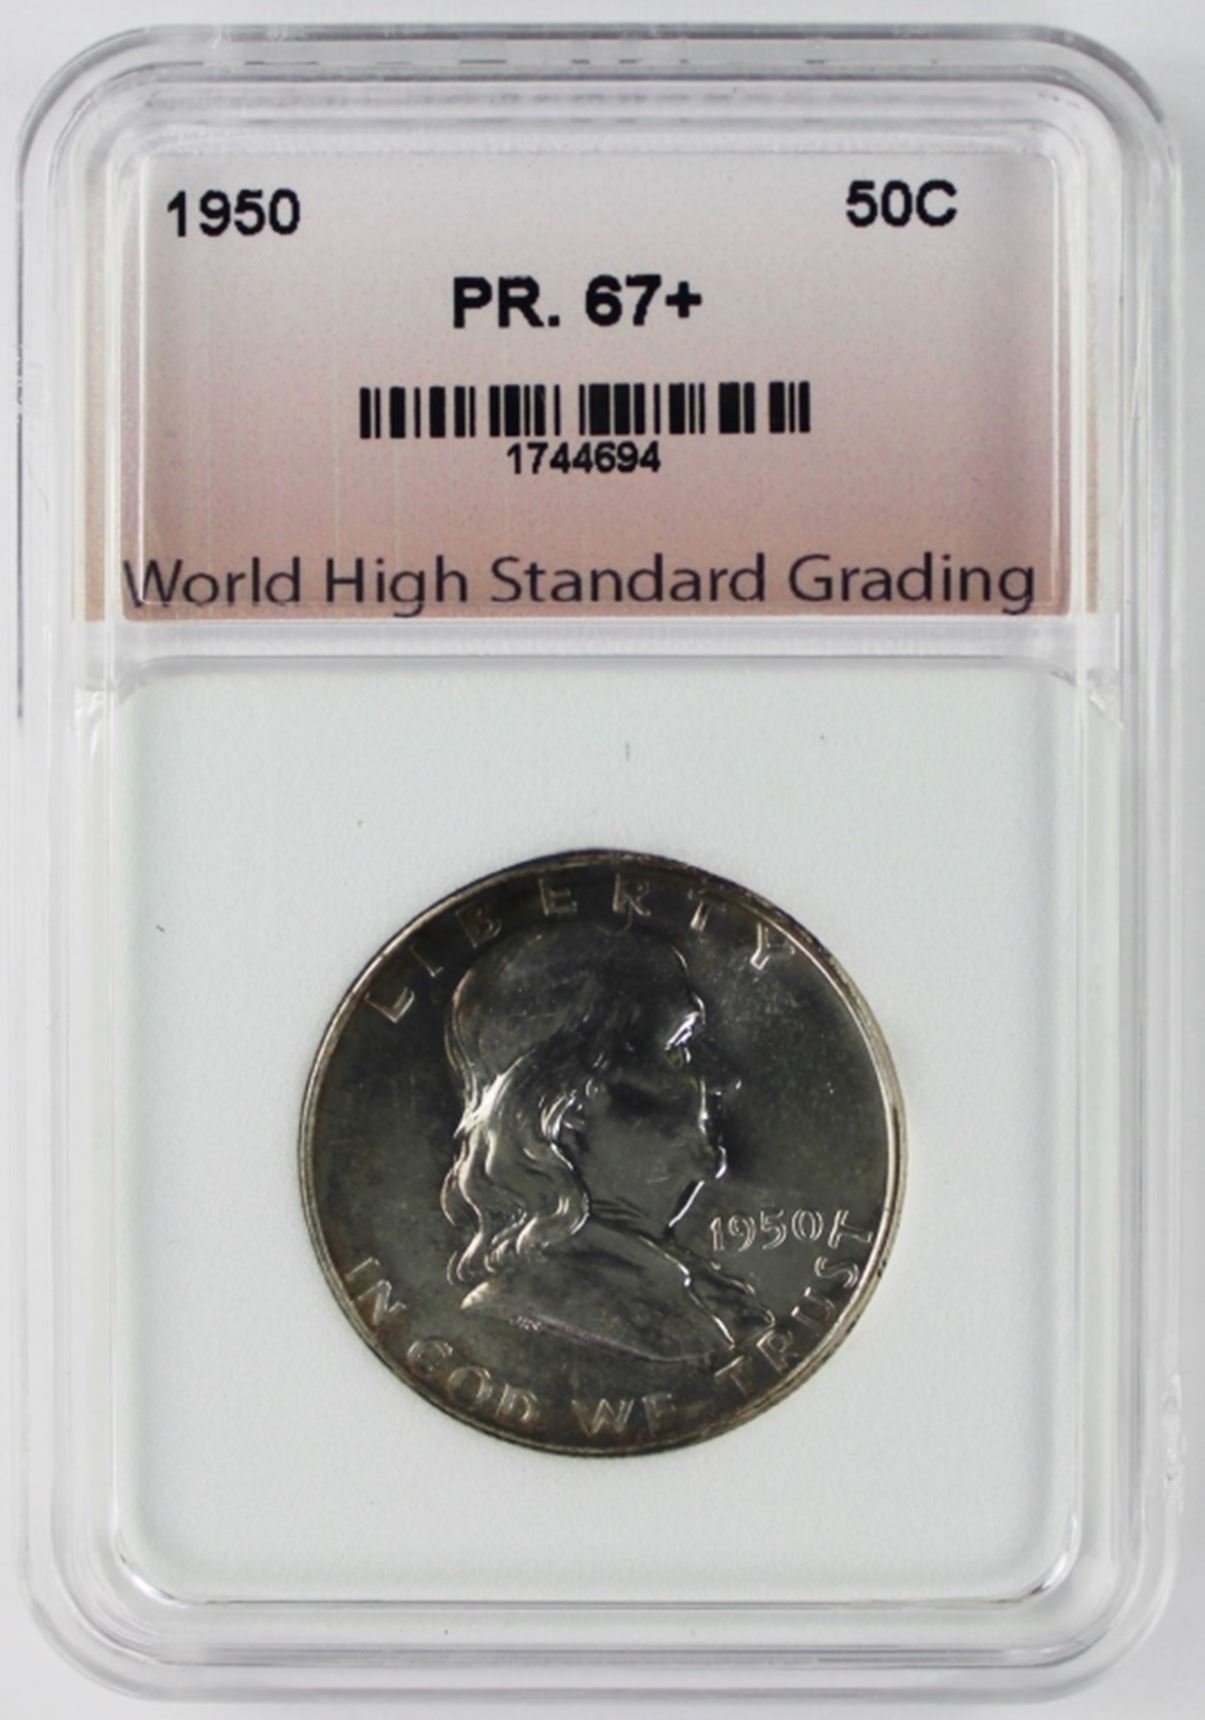 1950 50C
PR. 67+
1744694
World High Standard Grading
LIBERTY
1950
IN GOD WE TRUST